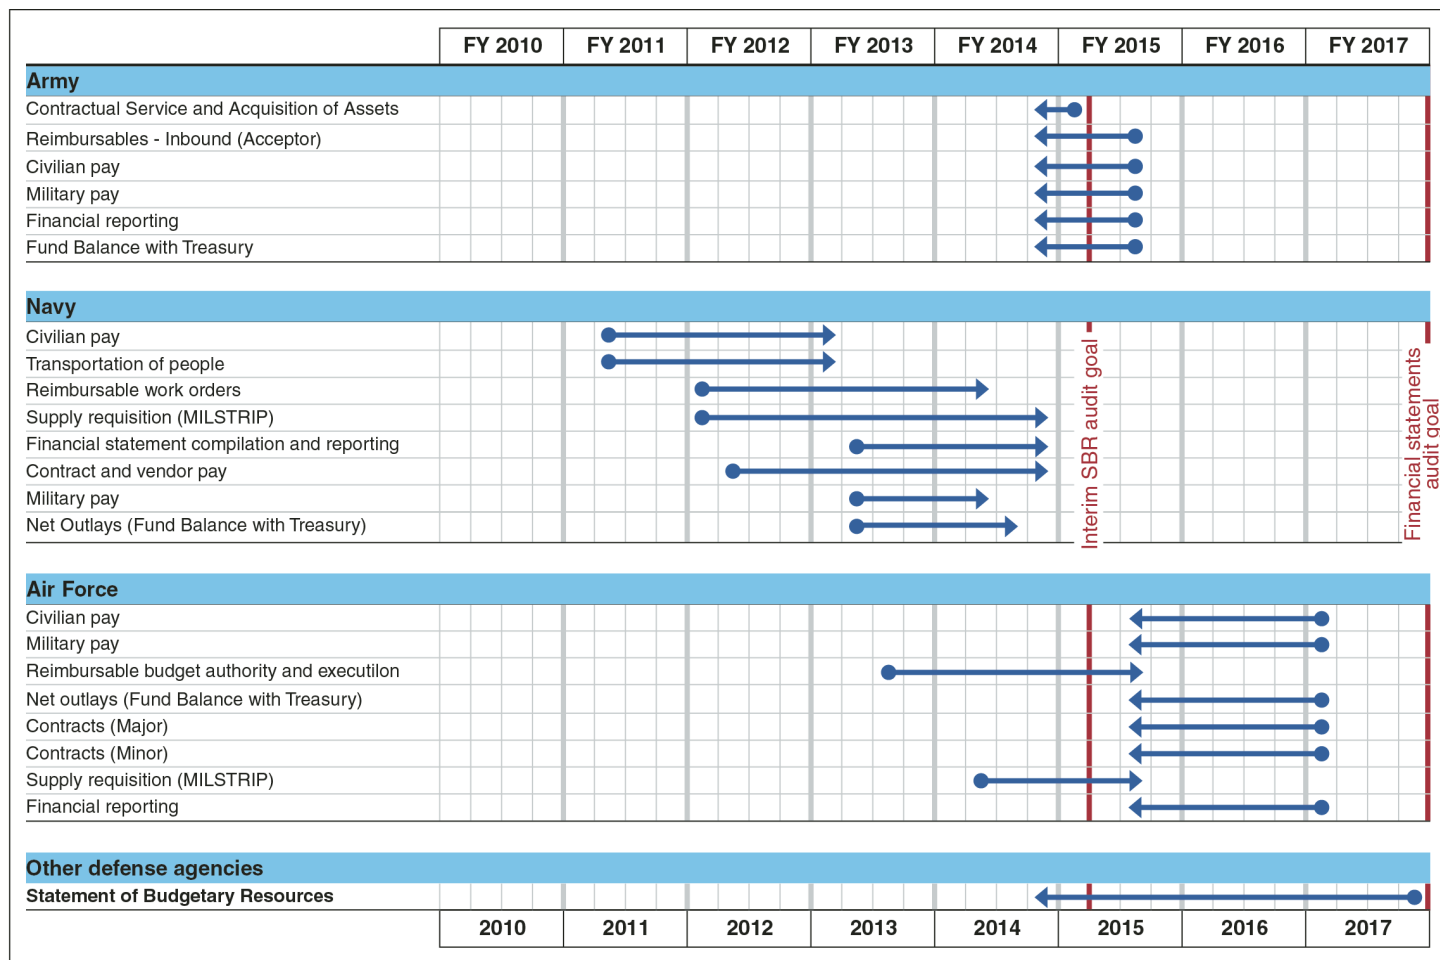 FY 2010 FY 2011 FY 2012 FY 2013 FY 2014 FY 2015 FY 2016 FY 2017
Army
Contractual Service and Acquisition of Assets
Reimbursables - Inbound (Acceptor)
Civilian pay
Military pay
Financial reporting
Fund Balance with Treasury
Navy
Civilian pay
Transportation of people
Reimbursable work orders
Supply requisition (MILSTRIP)
Financial statement compilation and reporting
Contract and vendor pay
Military pay
Net Outlays (Fund Balance with Treasury)
Interim SBR audit goal
Financial statements
audit goal
Air Force
Civilian pay
Military pay
Reimbursable budget authority and executilon
Net outlays (Fund Balance with Treasury)
Contracts (Major)
Contracts (Minor)
Supply requisition (MILSTRIP)
Financial reporting
Other defense agencies
Statement of Budgetary Resources
2010 2011 2012 2013 2014 2015 2016 2017